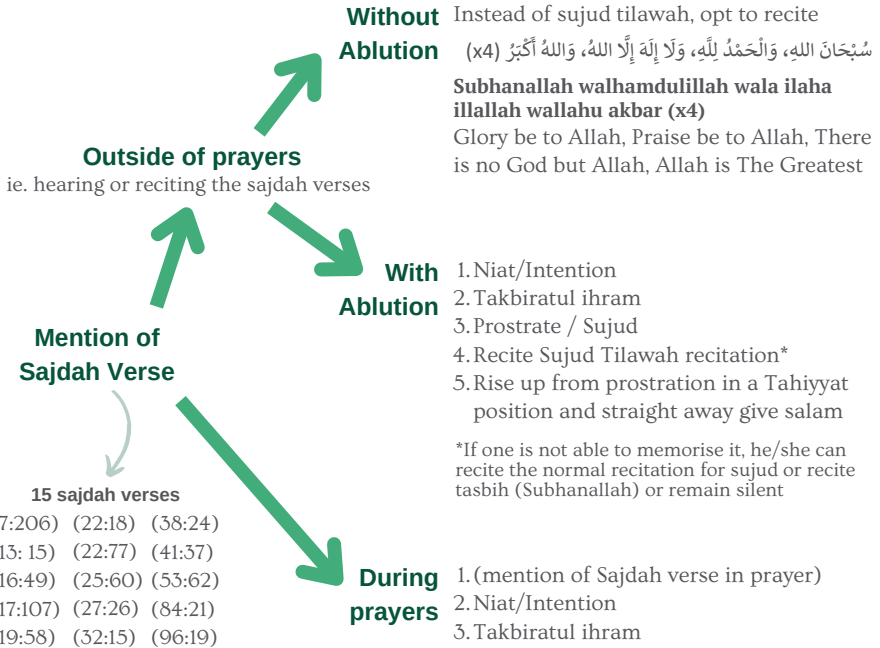 Without
Ablution
Instead of sujud tilawah, opt to recite
سُبْحَانَ اللهِ، وَالْحَمْدُ لِلَّهِ، وَلَا إِلَهَ إِلَّا اللهُ، وَاللهُ أَكْبَرُ (x4)
Subhanallah walhamdulillah wala ilaha
illallah wallahu akbar (x4)
Glory be to Allah, Praise be to Allah, There
is no God but Allah, Allah is The Greatest
Outside of prayers
ie. hearing or reciting the sajdah verses
With
Ablution
1. Niat/Intention
2. Takbiratul ihram
3. Prostrate / Sujud
4. Recite Sujud Tilawah recitation*
5. Rise up from prostration in a Tahiyyat
position and straight away give salam
*If one is not able to memorise it, he/she can
recite the normal recitation for sujud or recite
tasbih (Subhanallah) or remain silent
Mention of
Sajdah Verse
15 sajdah verses
7:206) (22:18) (38:24)
13: 15) (22:77) (41:37)
16:49) (25:60) (53:62)
17:107) (27:26) (84:21)
19:58) (32:15) (96:19)
During
prayers
1. (mention of Sajdah verse in prayer)
2. Niat/Intention
3. Takbiratul ihram